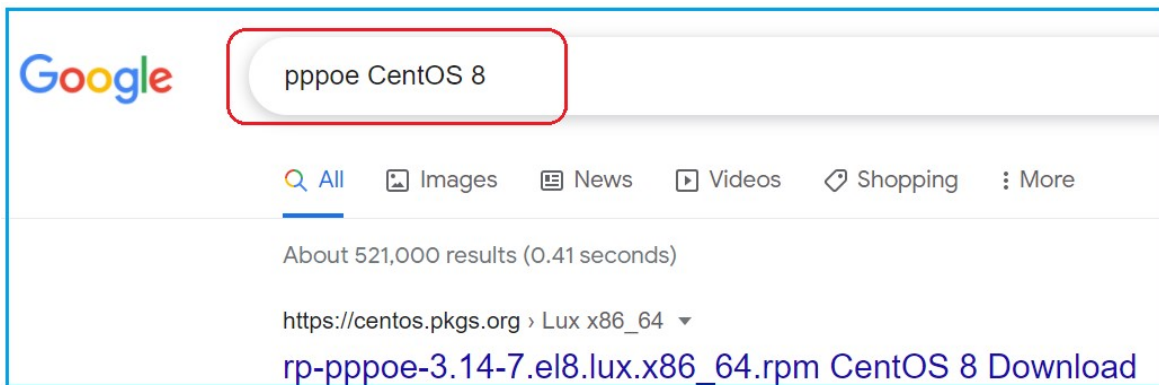 Google
pppoe CentOS 8
All Images News Videos Shopping More
About 521,000 results (0.41 seconds)
https://centos.pkgs.org › Lux x86_64
rp-pppoe-3.14-7.el8.lux.x86_64.rpm CentOS 8 Download